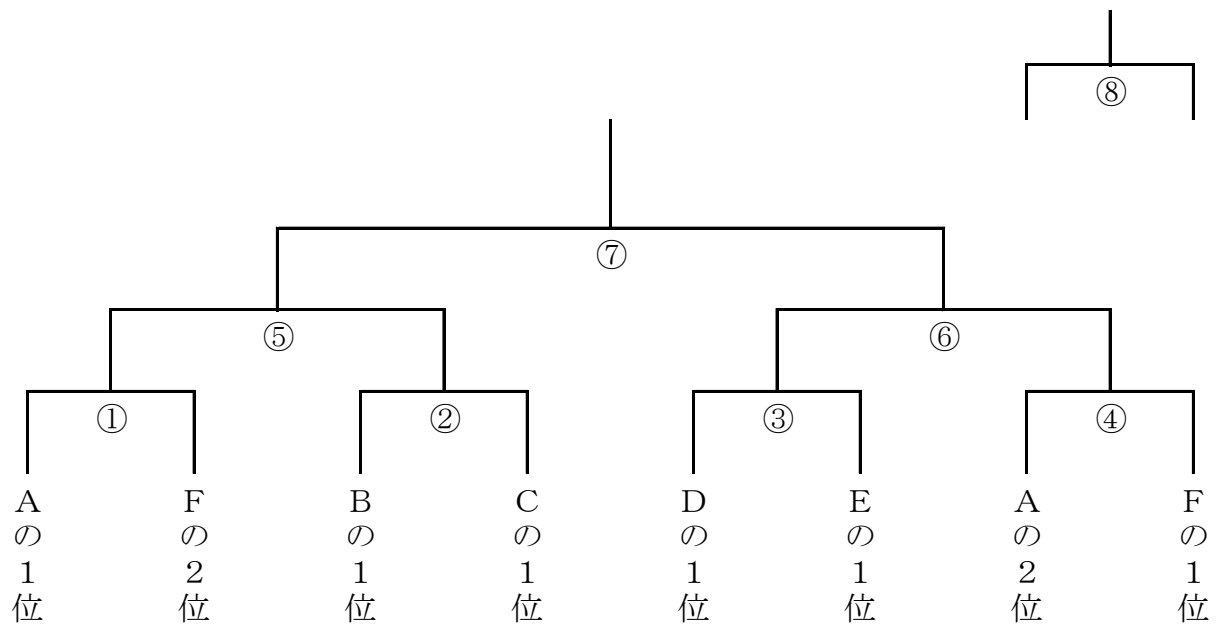 ⑧
⑦
⑤
⑥
①
②
③
④
Aの1位
Fの2位
Bの1位
Cの1位
Dの1位
Eの1位
Aの2位
Fの1位